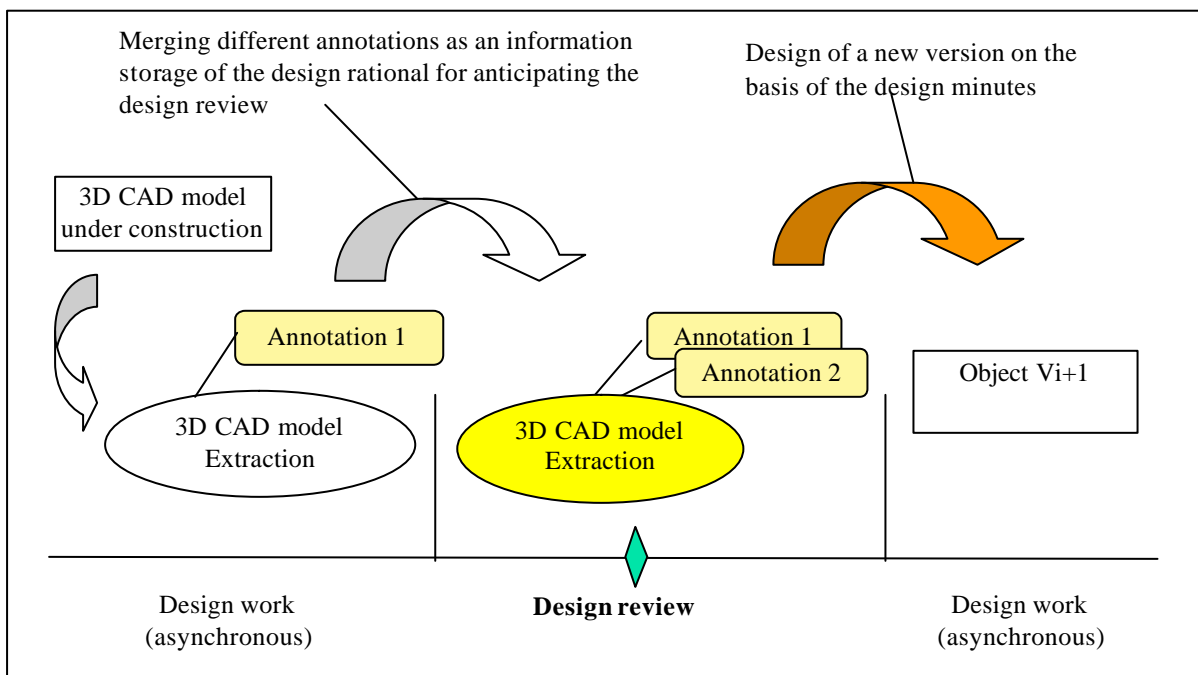 Merging different annotations as an information
storage of the design rational for anticipating the
design review
Design of a new version on the
basis of the design minutes
3D CAD model
under construction
Annotation 1
3D CAD model
Extraction
Annotation 1
Annotation 2
3D CAD model
Extraction
Object Vi+1
Design work
(asynchronous)
Design review
Design work
(asynchronous)